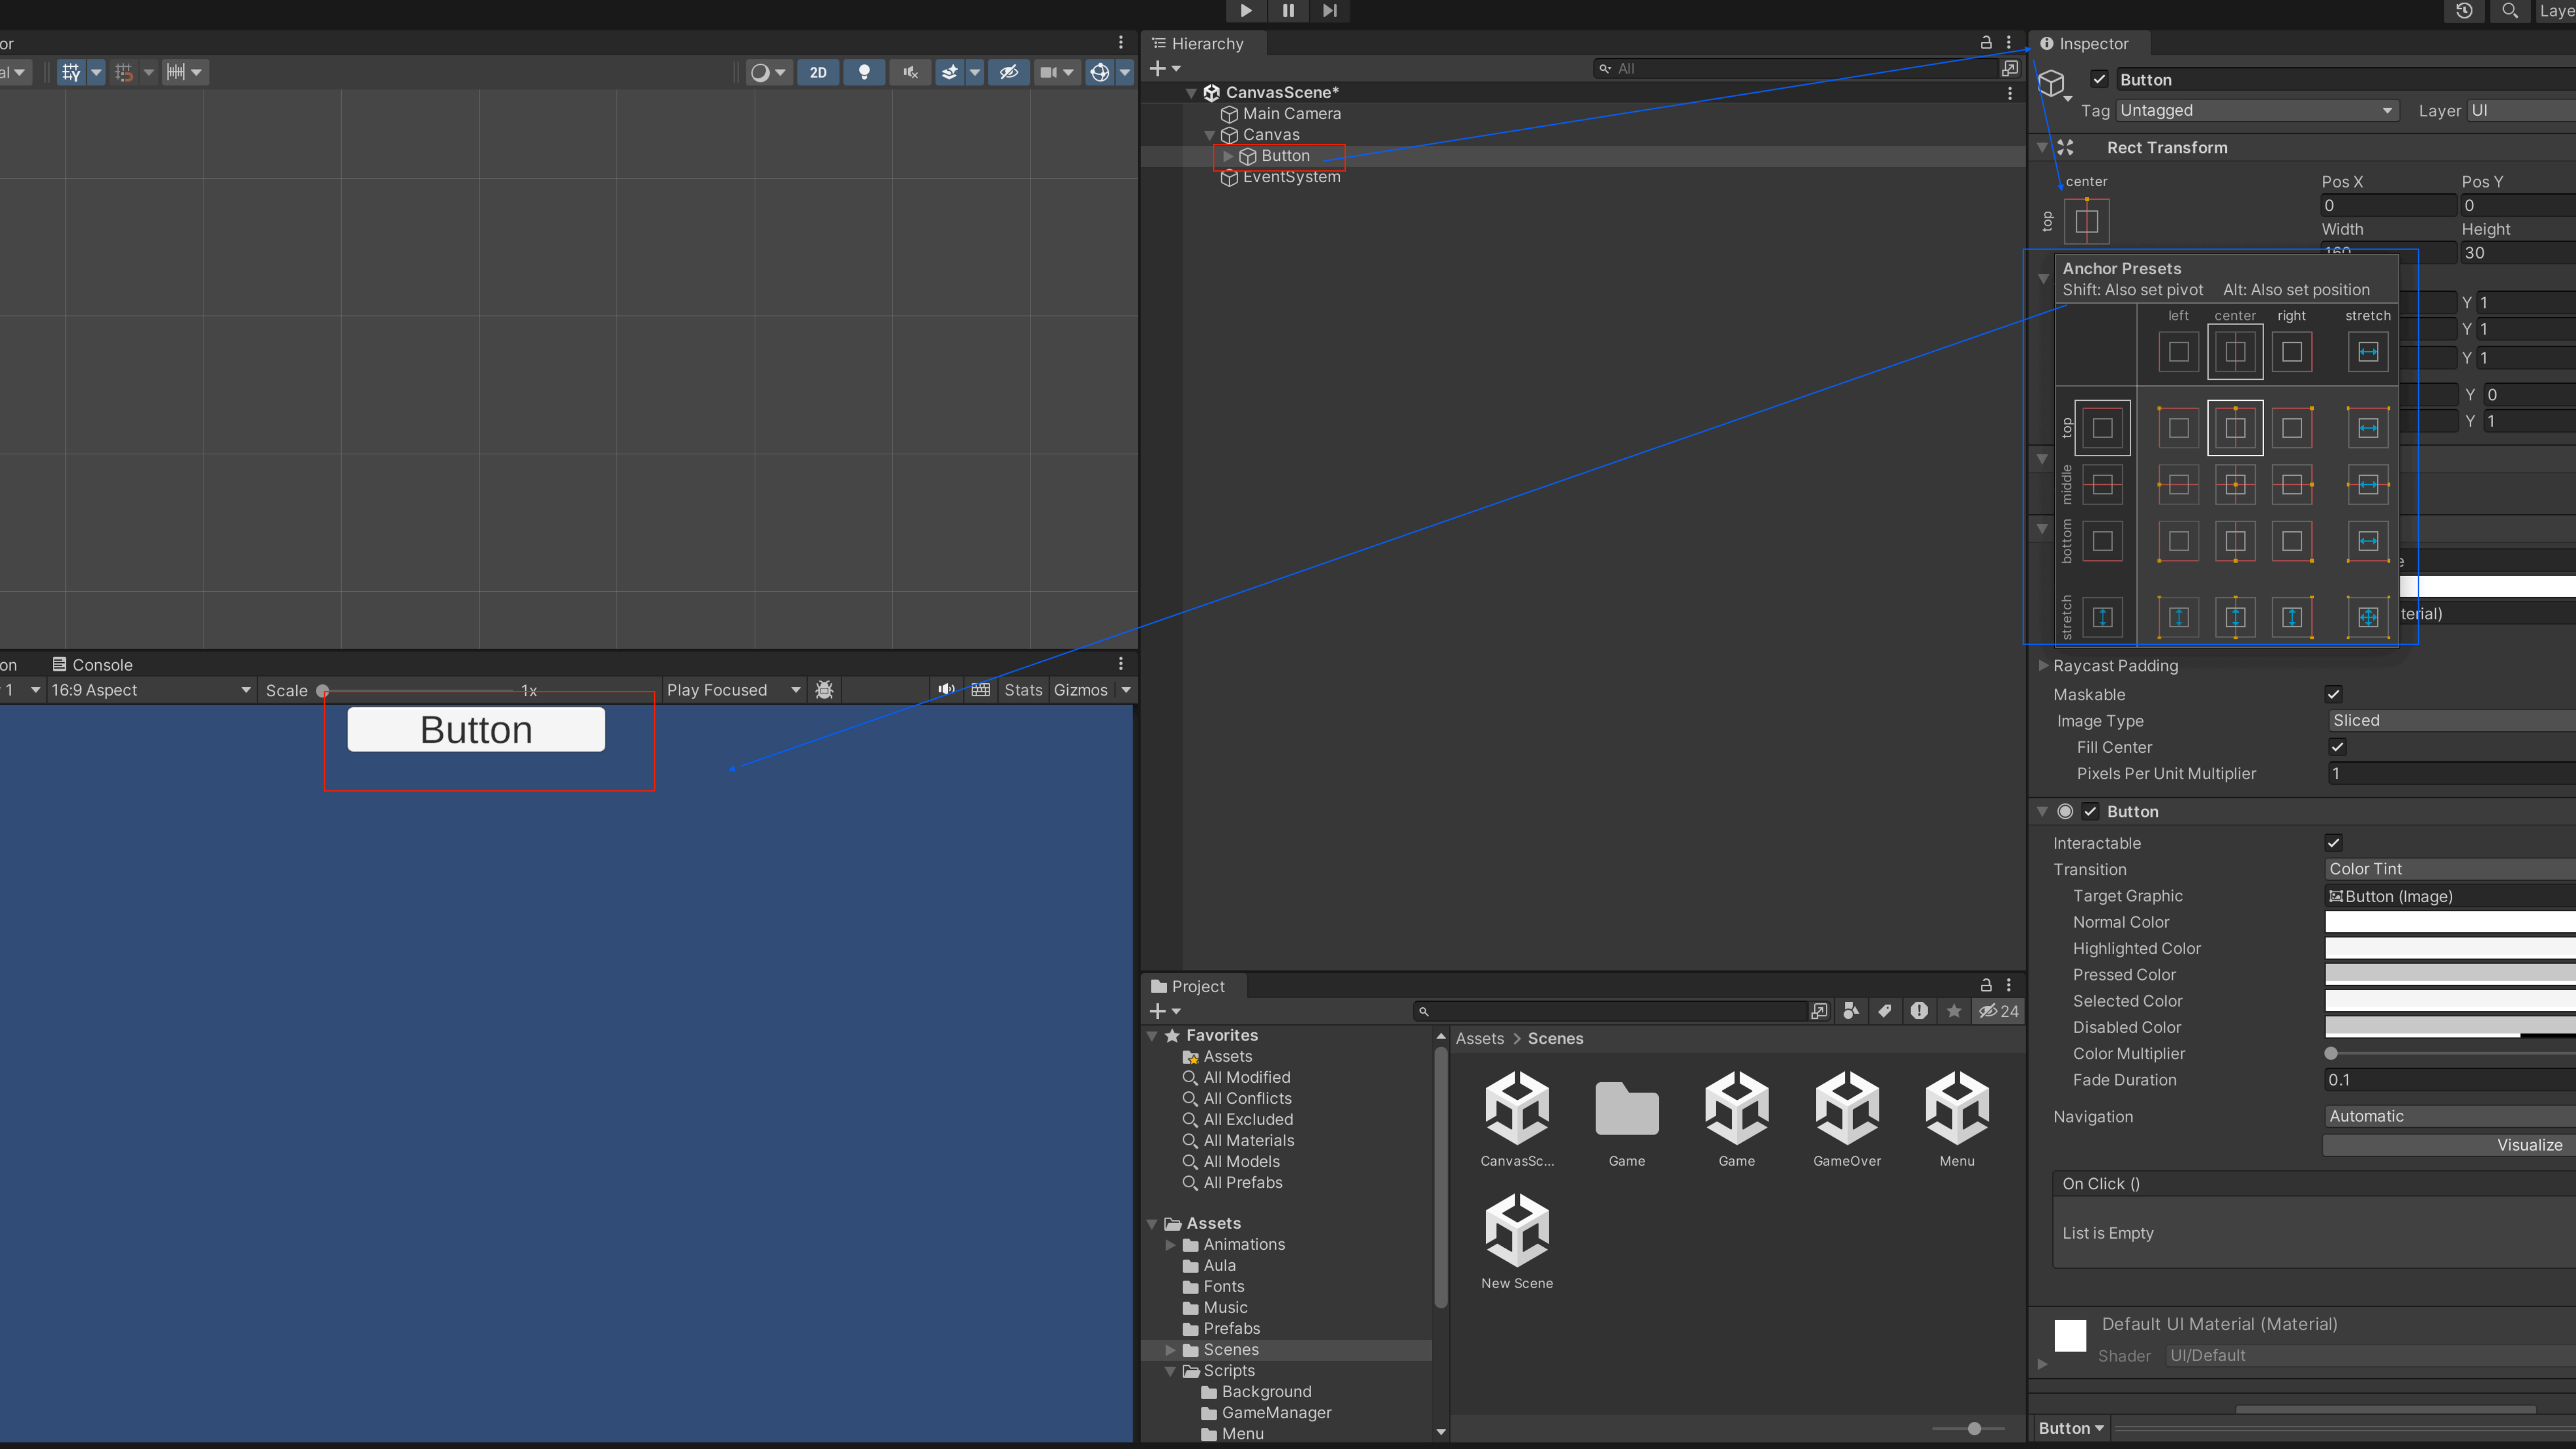 Laye
or
Hierarchy
Inspector
al
2D
All
Button
CanvasScene*
Main Camera
Canvas
Button
EventSystem
Tag Untagged Layer UI
Rect Transform
center
top
Pos X Pos Y
0 0
Width Height
160 30
Anchor Presets
Shift: Also set pivot Alt: Also set position
left center right stretch
top
middle
bottom
stretch
Y 1
Y 1
Y 1
Y 0
Y 1
terial)
on Console
1 16:9 Aspect Scale 1x Play Focused Stats Gizmos
Button
Raycast Padding
Maskable
Image Type Sliced
Fill Center
Pixels Per Unit Multiplier 1
Button
Interactable
Transition Color Tint
Target Graphic Button (Image)
Normal Color
Highlighted Color
Pressed Color
Selected Color
Disabled Color
Color Multiplier
Fade Duration 0.1
Navigation Automatic
Visualize
On Click ()
List is Empty
Default UI Material (Material)
Shader UI/Default
Button
Project
24
Favorites
Assets
All Modified
All Conflicts
All Excluded
All Materials
All Models
All Prefabs
Assets
Animations
Aula
Fonts
Music
Prefabs
Scenes
Scripts
Background
GameManager
Menu
Assets > Scenes
CanvasSc... Game Game GameOver Menu
New Scene